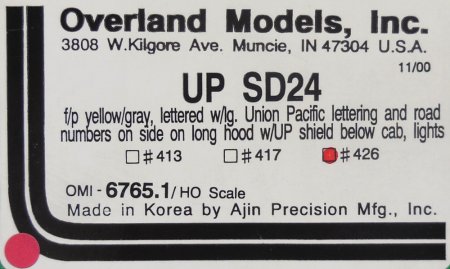 Overland Models, Inc.
3808 W.Kilgore Ave. Muncie, IN 47304 U.S.A.
11/00
UP SD24
f/p yellow/gray, lettered w/lg. Union Pacific lettering and road
numbers on side on long hood w/UP shield below cab, lights
#413 #417 #426
OMI - 6765.1/ HO Scale
Made in Korea by Ajin Precision Mfg., Inc.